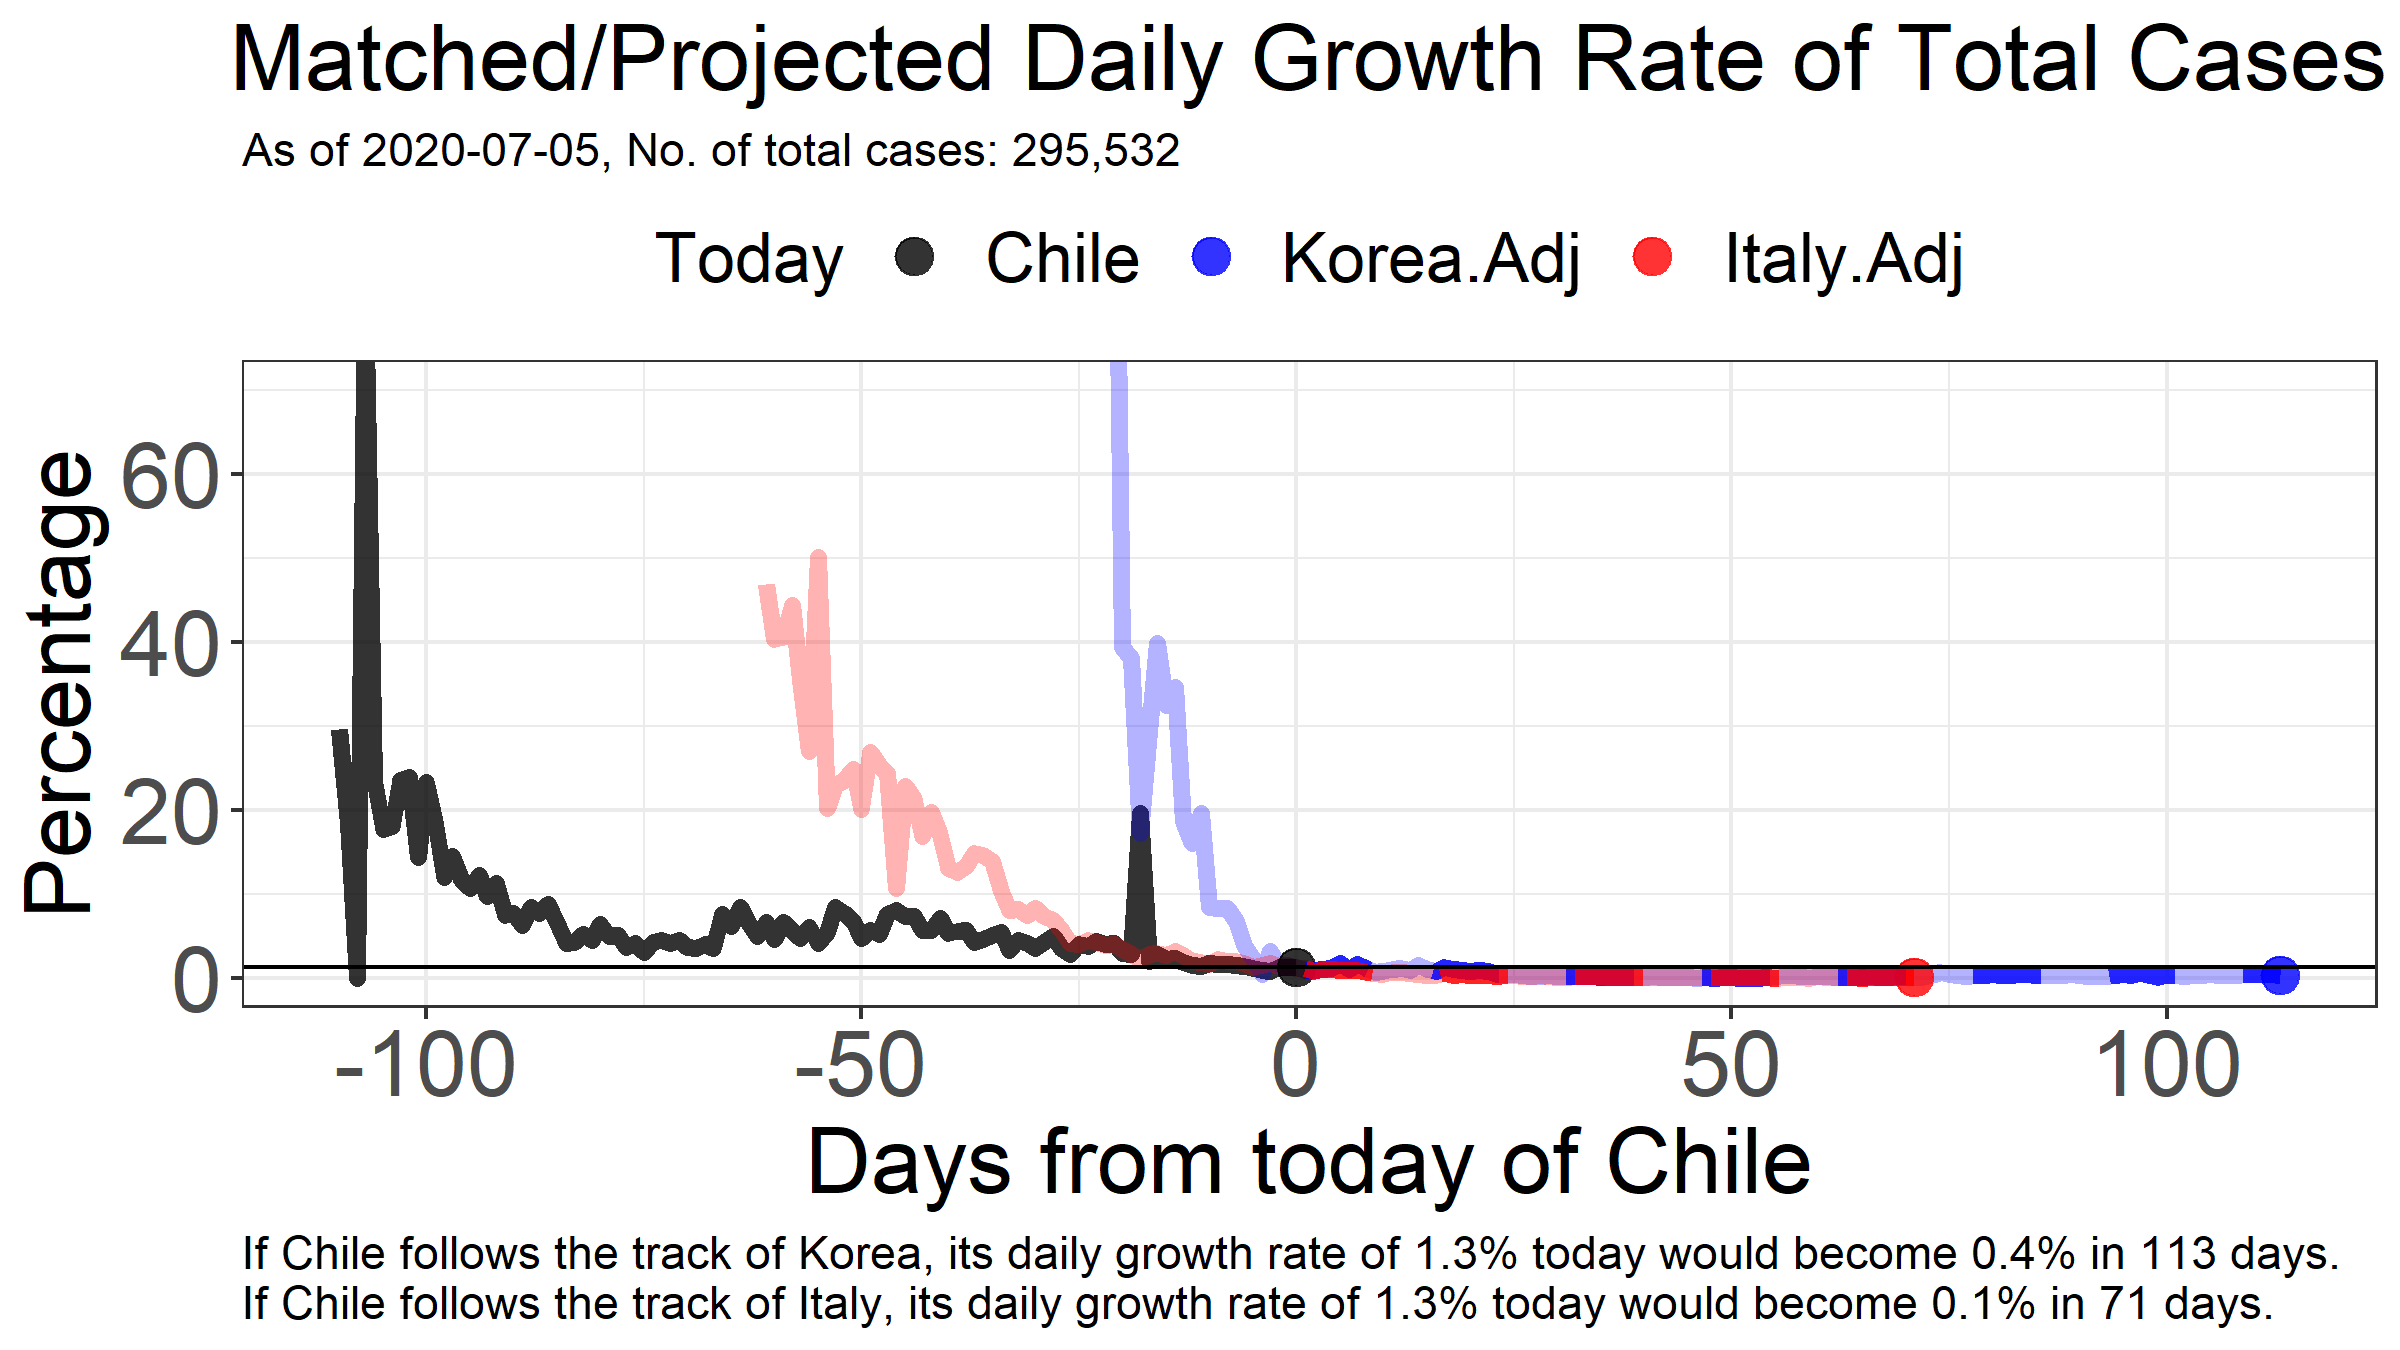 Matched/Projected Daily Growth Rate of Total Cases
As of 2020-07-05, No. of total cases: 295,532
Today Chile Korea.Adj Italy.Adj
Percentage
60
40
20
0
-100 -50 0 50 100
Days from today of Chile
If Chile follows the track of Korea, its daily growth rate of 1.3% today would become 0.4% in 113 days.
If Chile follows the track of Italy, its daily growth rate of 1.3% today would become 0.1% in 71 days.